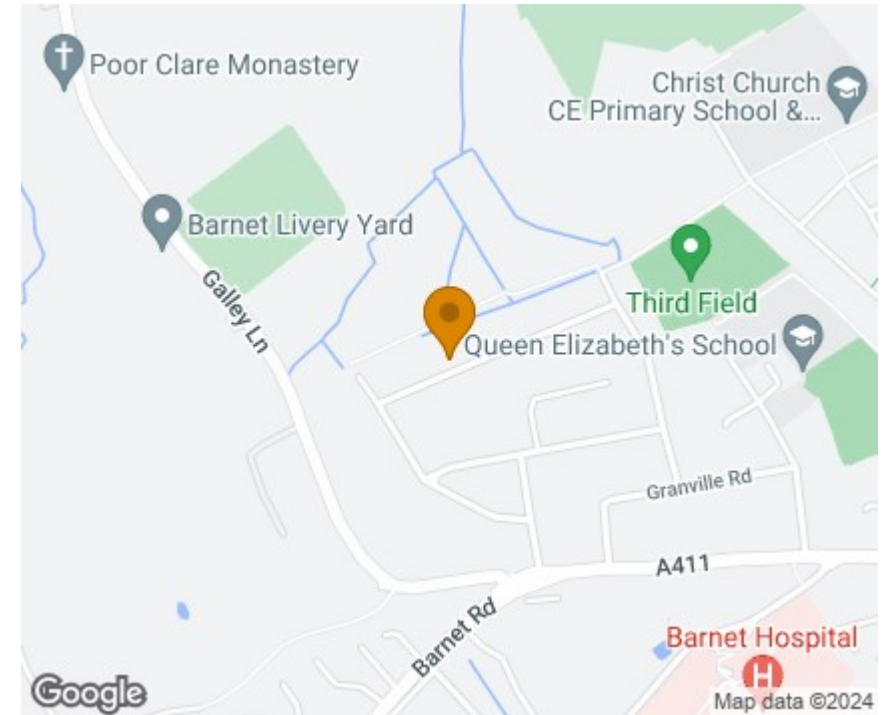 Poor Clare Monastery
Christ Church
CE Primary School &...
Barnet Livery Yard
Galley Ln
Third Field
Queen Elizabeth's School
Granville Rd
A411
Barnet Rd
Barnet Hospital
H
Google
Map data ©2024